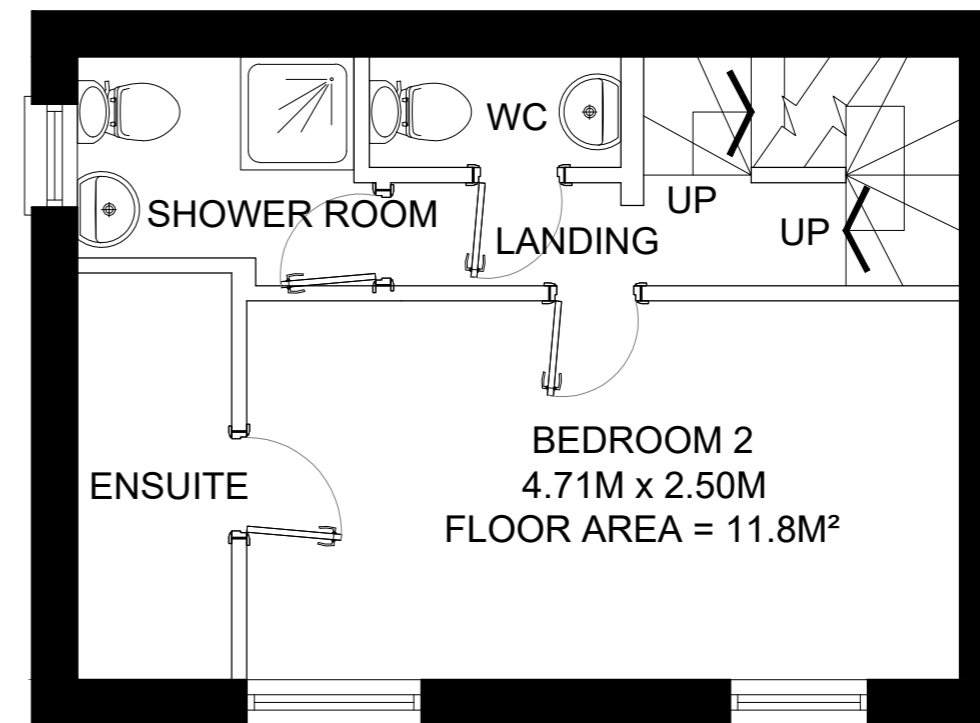 WC
SHOWER ROOM
LANDING
UP
UP
ENSUITE
BEDROOM 2
4.71M x 2.50M
FLOOR AREA = 11.8M²